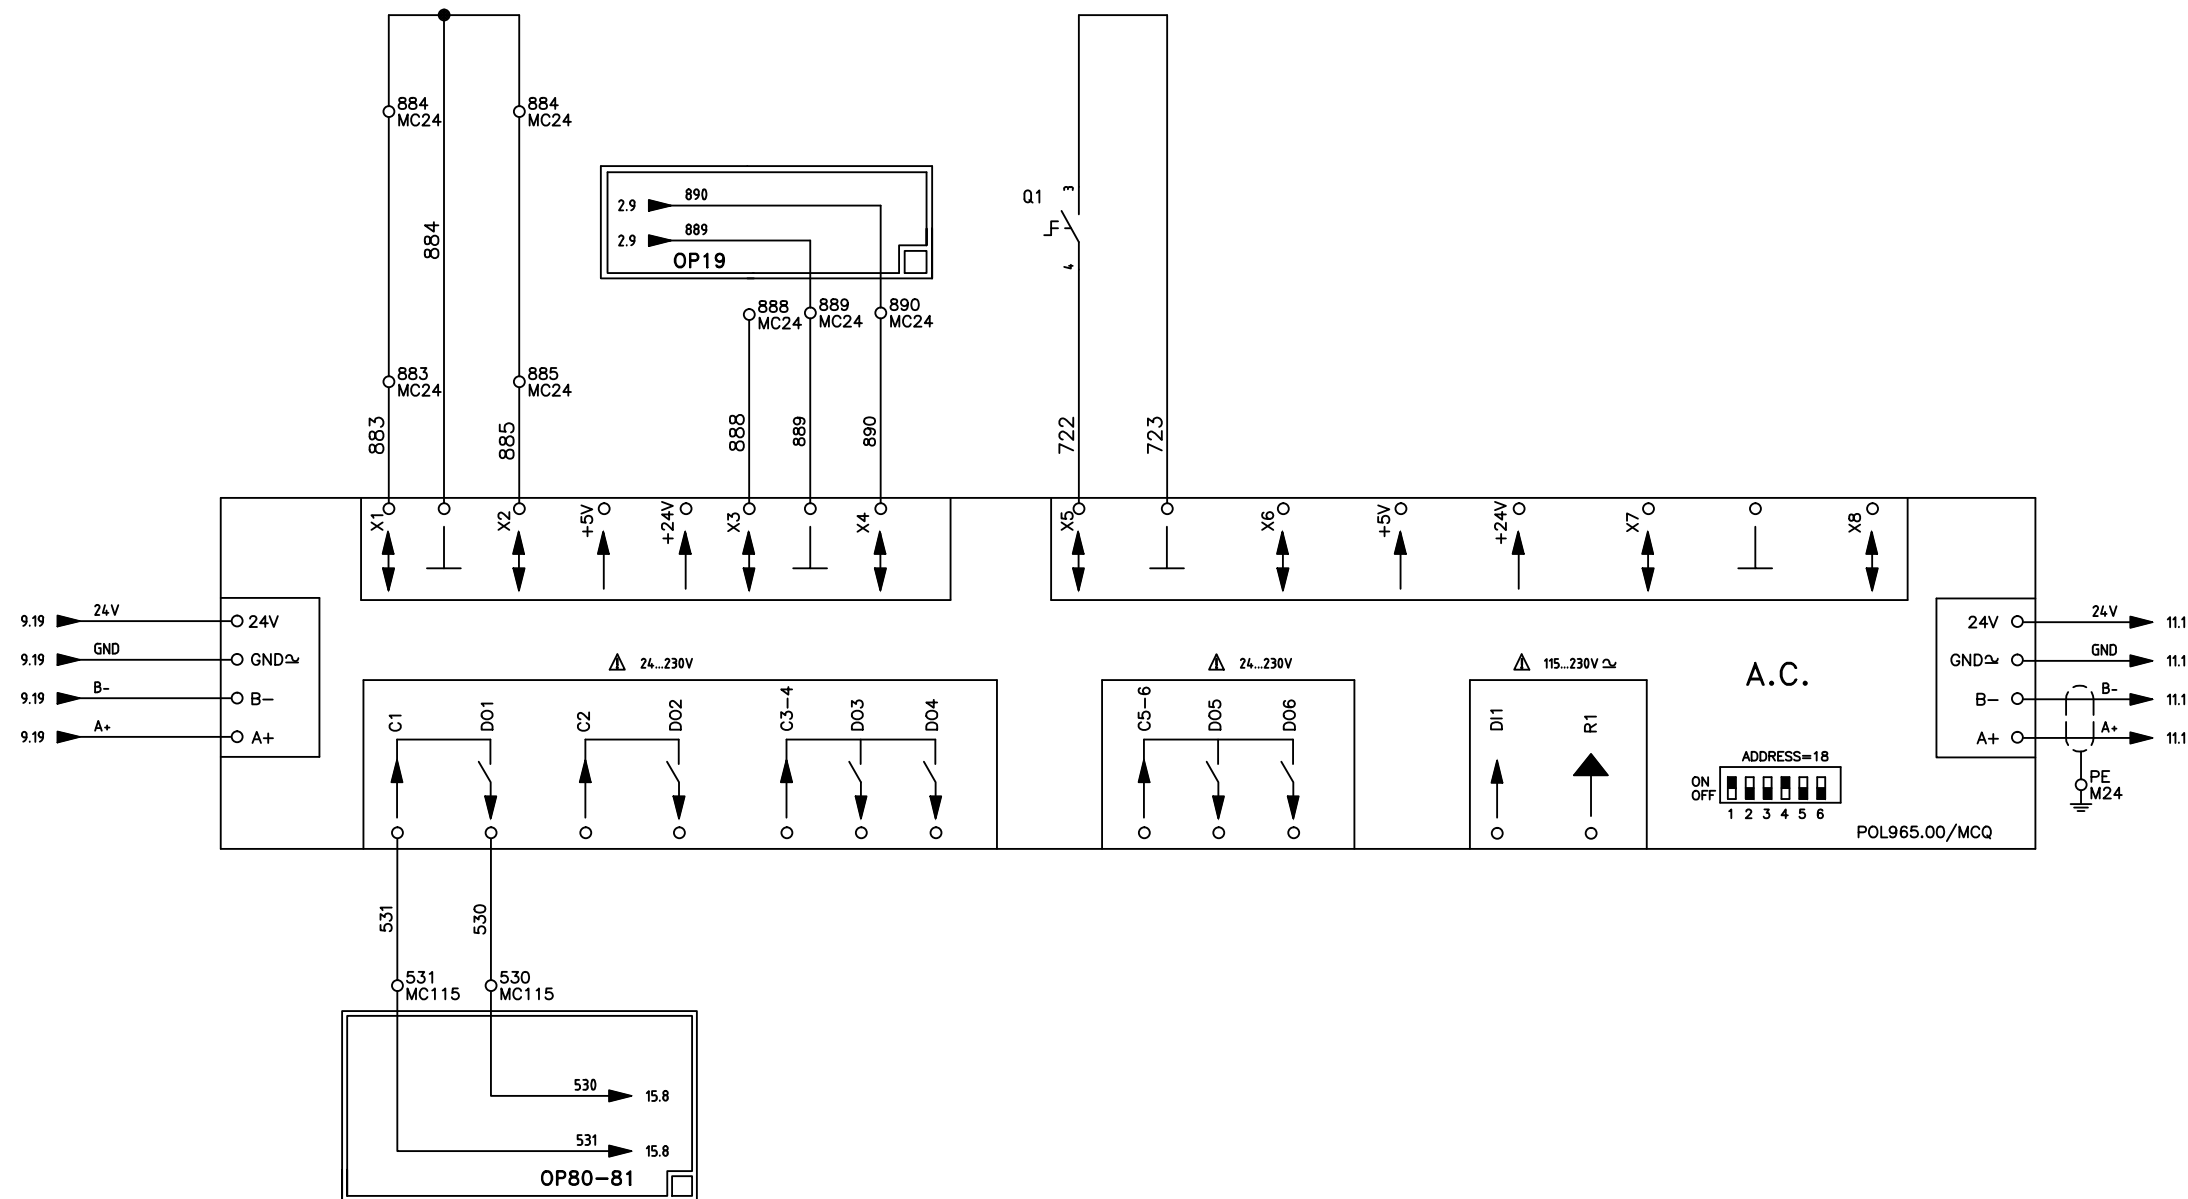 884
MC24
884
MC24
884
Q1
3
4
2.9
890
2.9
889
OP19
888
MC24
889
MC24
890
MC24
883
MC24
885
MC24
883
885
888
889
890
722
723
X1
X2
+5V
+24V
X3
X4
X5
X6
+5V
+24V
X7
X8
9.19
24V
24V
9.19
GND
GND
9.19
B-
B-
9.19
A+
A+
24V
24V
11.1
GND
GND
11.1
B-
B-
11.1
A+
A+
11.1
24...230V
24...230V
115...230V
A.C.
C1
DO1
C2
DO2
C3-4
DO3
DO4
C5-6
DO5
DO6
DI1
R1
ADDRESS=18
ON
OFF
1 2 3 4 5 6
PE
M24
POL965.00/MCQ
531
530
531
MC115
530
MC115
530
15.8
531
15.8
OP80-81